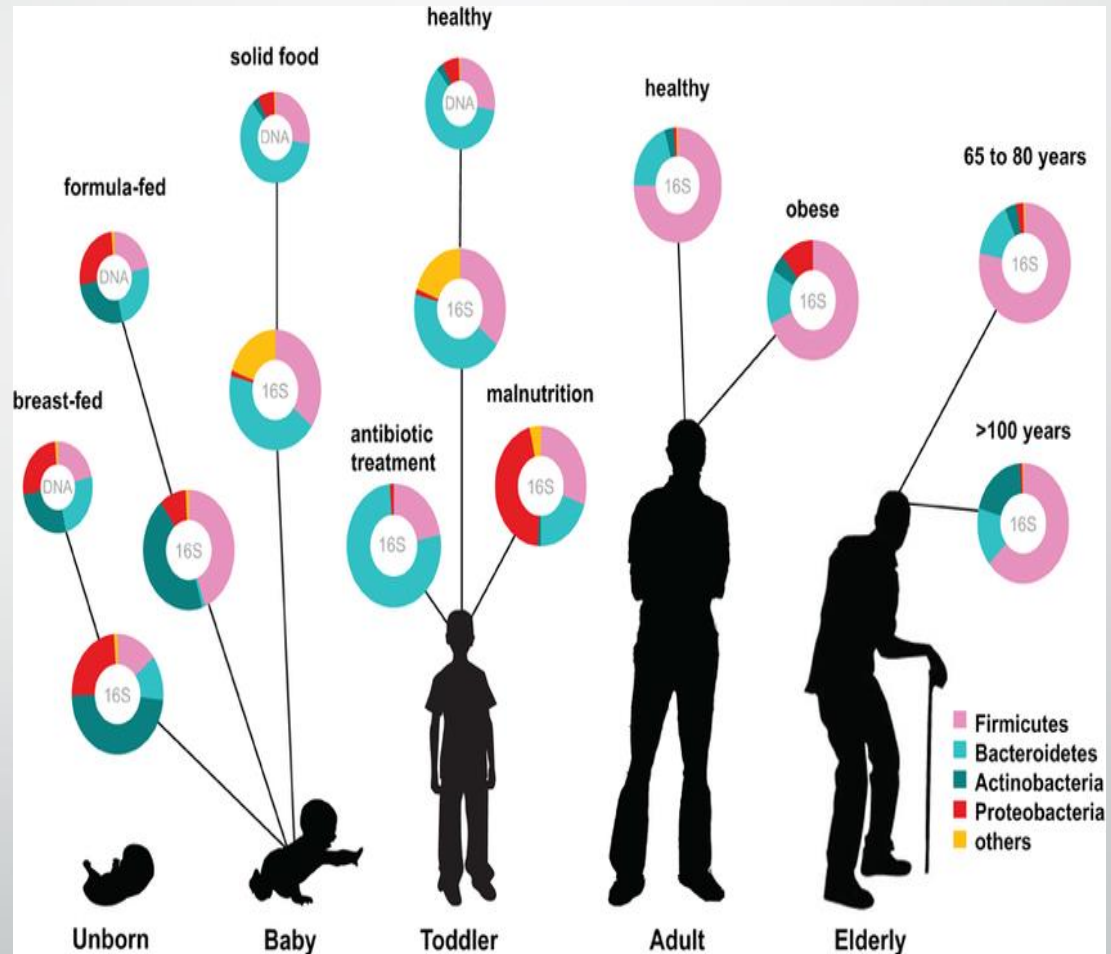 healthy
solid food
DNA
DNA
healthy
formula-fed
DNA
16S
65 to 80 years
obese
16S
16S
16S
16S
breast-fed
DNA
antibiotic
treatment
16S
malnutrition
16S
>100 years
16S
16S
16S
16S
Firmicutes
Bacteroidetes
Actinobacteria
Proteobacteria
others
Unborn
Baby
Toddler
Adult
Elderly